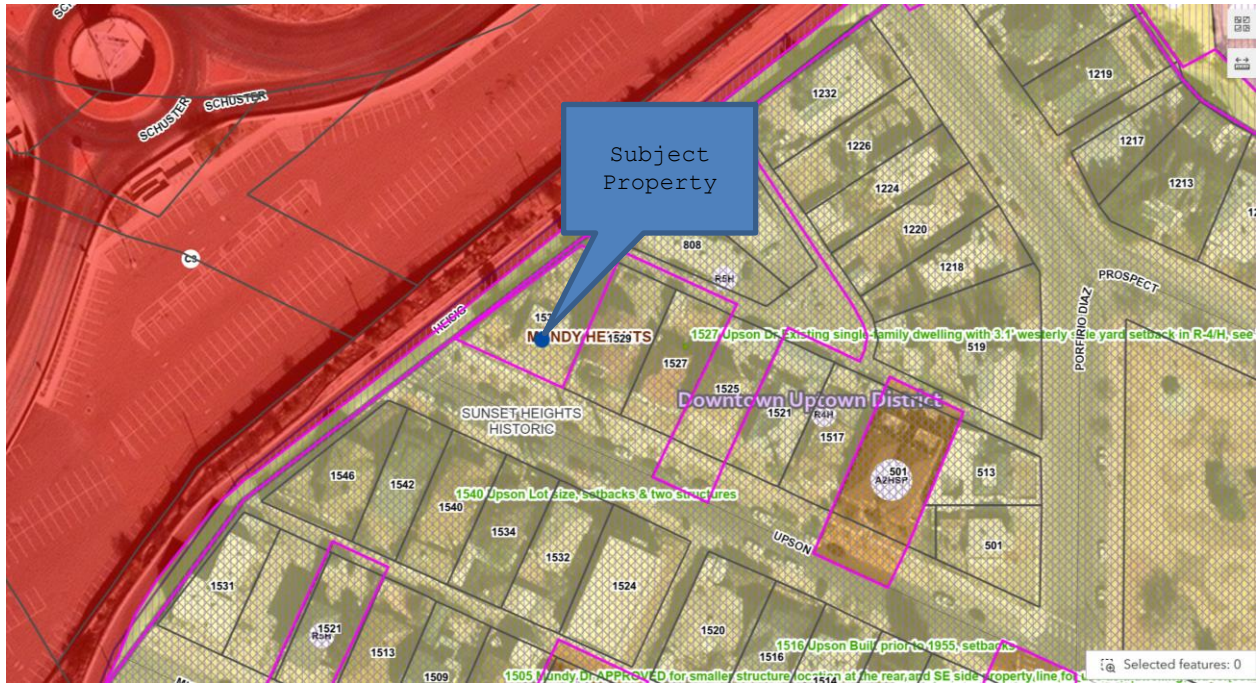 SCHUSTER
SCHUSTER
C3
Subject
Property
1232
1226
1224
1220
1218
1219
1217
1213
808
R5H
HEISIG
MUNDY HEIGHTS
1529
1527
1527 Upson Dr. Existing single-family dwelling with 3.1' westerly side yard setback in R-4/H, see
519
PROSPECT
PORFIRIO DIAZ
1525
Downtown Uptown District
1521
R4H
1517
SUNSET HEIGHTS
HISTORIC
501
A2HSP
513
501
UPSON
1546
1542
1540 Upson Lot size, setbacks & two structures
1540
1534
1532
1524
1531
R5H
1521
1513
1509
1520
1516
1516 Upson Built prior to 1955, setbacks
1514
1505 Mundy Dr APPROVED for smaller structure location at the rear and SE side property line for
Selected features: 0